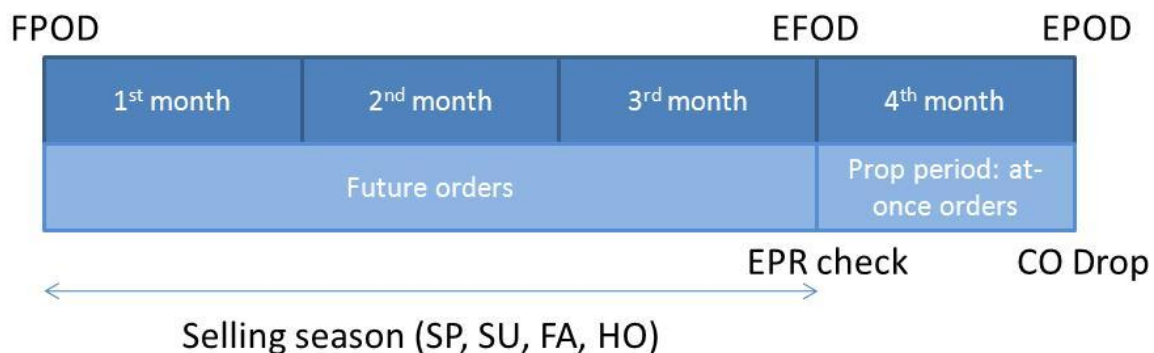 FPOD EFOD EPOD
1st month 2nd month 3rd month 4th month
Future orders
Prop period: at-
once orders
EPR check CO Drop
Selling season (SP, SU, FA, HO)